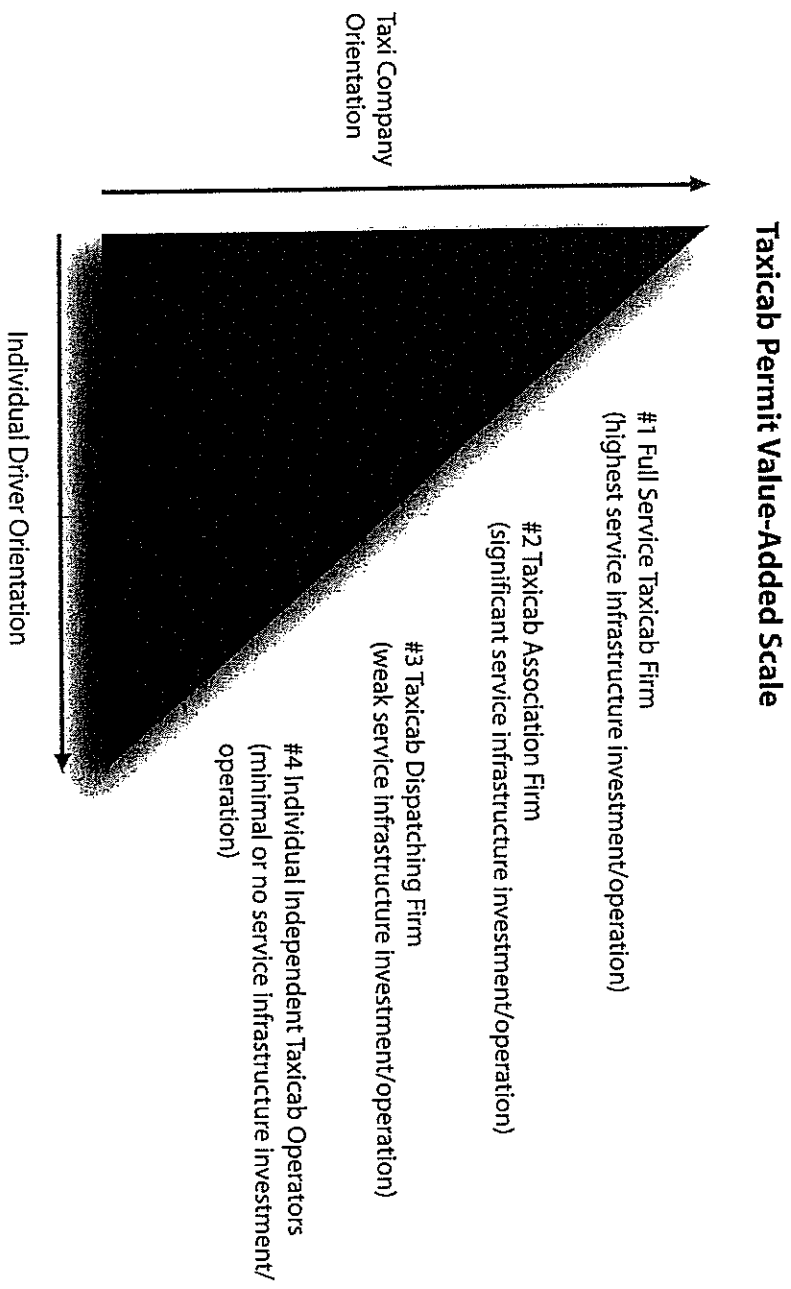 Taxicab Permit Value-Added Scale
#1 Full Service Taxicab Firm
(highest service infrastructure investment/operation)
#2 Taxicab Association Firm
(significant service infrastructure investment/operation)
#3 Taxicab Dispatching Firm
(weak service infrastructure investment/operation)
#4 Individual Independent Taxicab Operators
(minimal or no service infrastructure investment/
operation)
Taxi Company
Orientation
Individual Driver Orientation